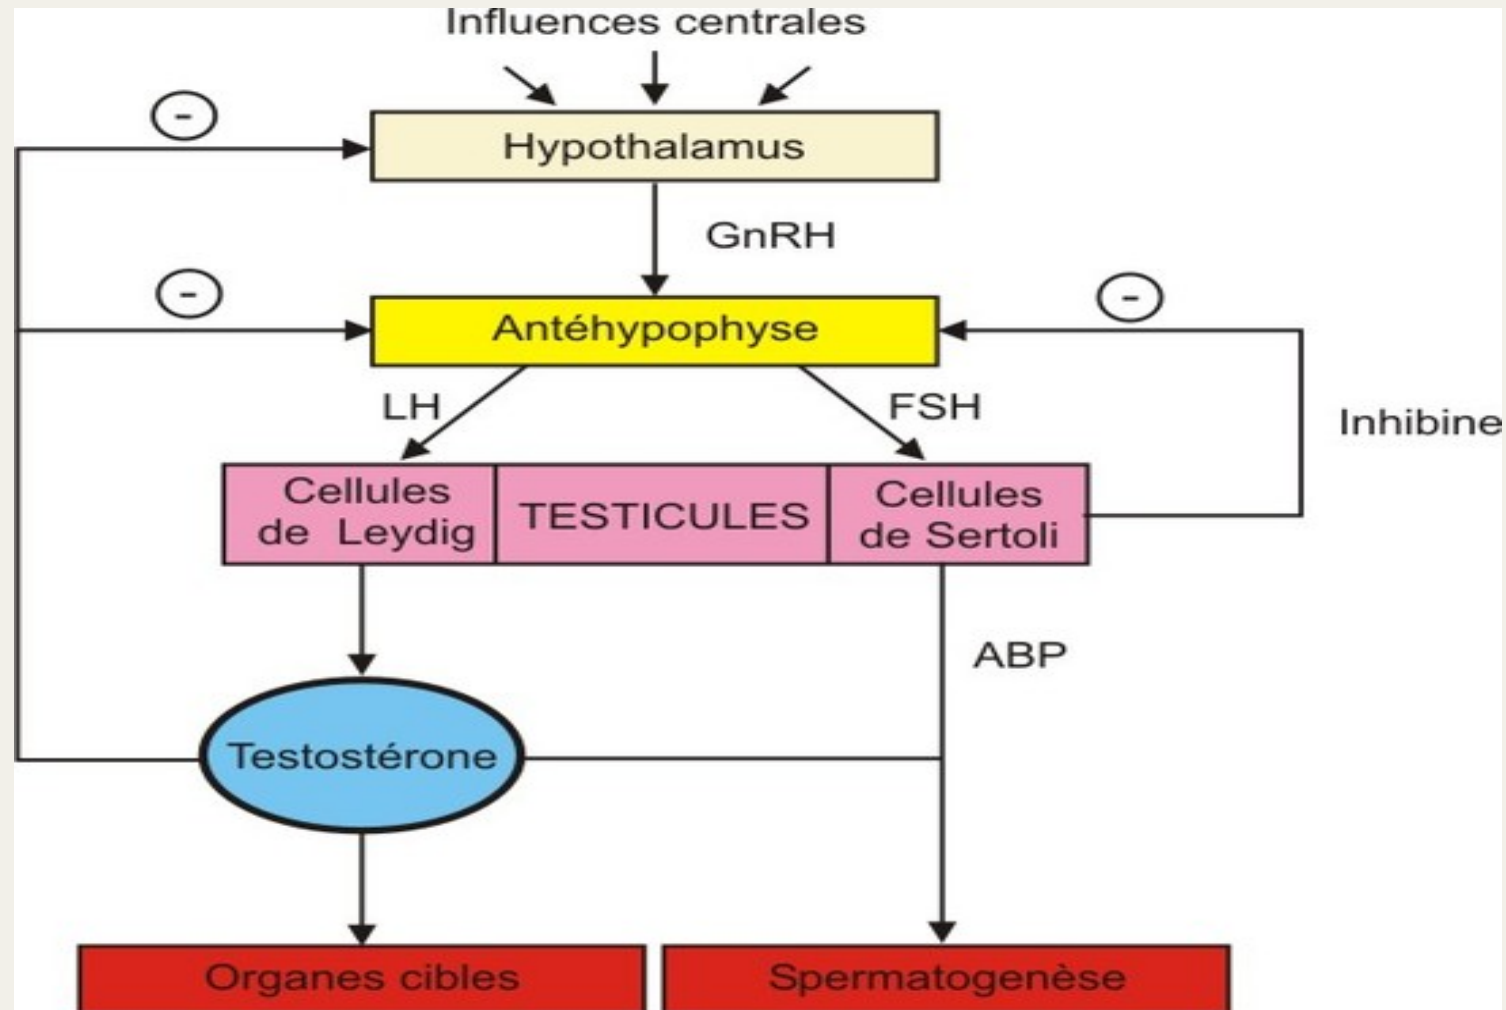 Influences centrales
-
Hypothalamus
GnRH
-
-
Antéhypophyse
LH
FSH
Inhibine
Cellules
de Leydig
TESTICULES
Cellules
de Sertoli
ABP
Testostérone
Organes cibles
Spermatogenèse